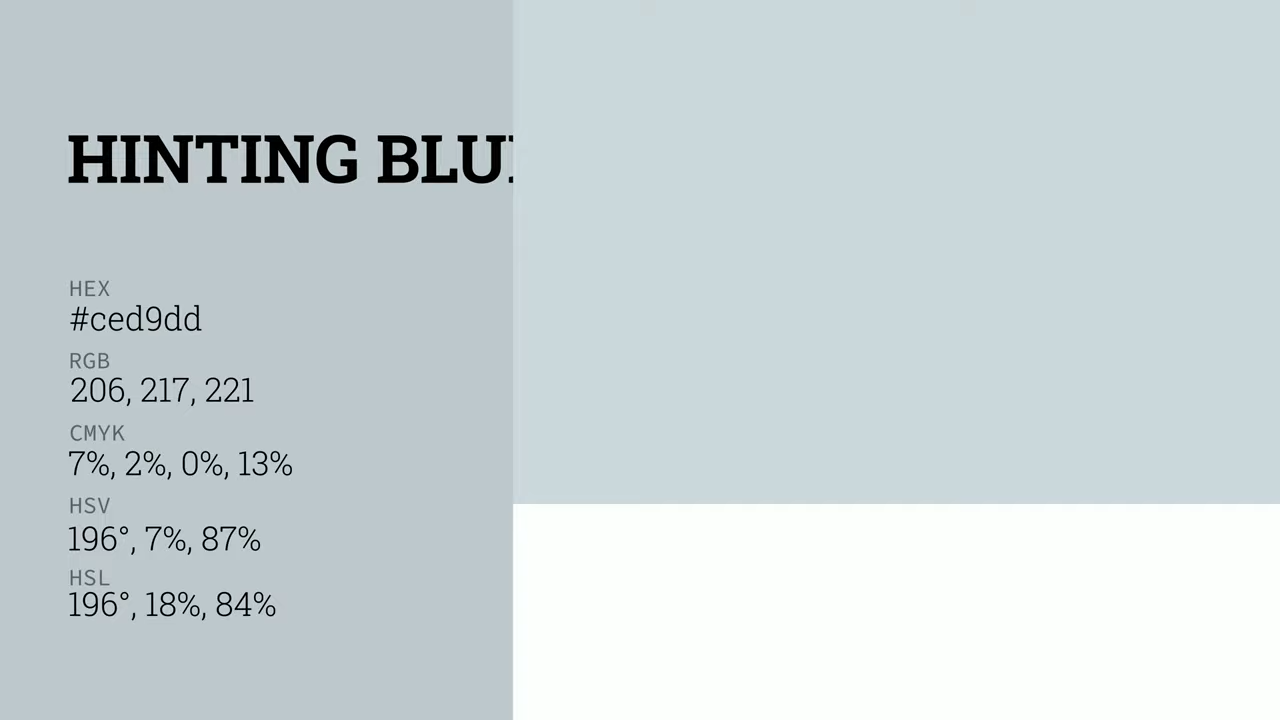 HINTING BLU
HEX
#ced9dd
RGB
206, 217, 221
CMYK
7%, 2%, 0%, 13%
HSV
196°, 7%, 87%
HSL
196°, 18%, 84%